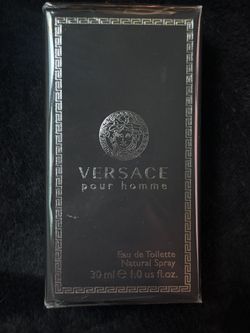 VERSACE
pour homme
Eau de Toilette
Natural Spray
30 ml ℮ 1.0 us fl.oz.